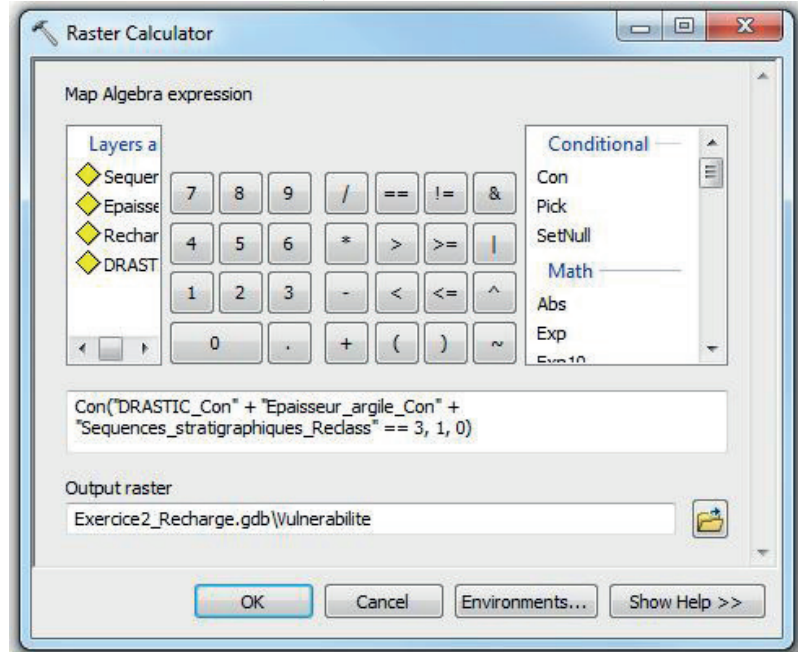 Raster Calculator
Map Algebra expression
Layers a
Sequer
Epaisse
Rechar
DRAST
7 8 9 / == != &
4 5 6 * > >= |
1 2 3 - < <= ^
0 . + ( ) ~
Conditional
Con
Pick
SetNull
Math
Abs
Exp
Exp10
Con("DRASTIC_Con" + "Epaisseur_argile_Con" +
"Sequences_stratigraphiques_Reclass" == 3, 1, 0)
Output raster
Exercice2_Recharge.gdb\Vulnerabilite
OK Cancel Environments... Show Help >>